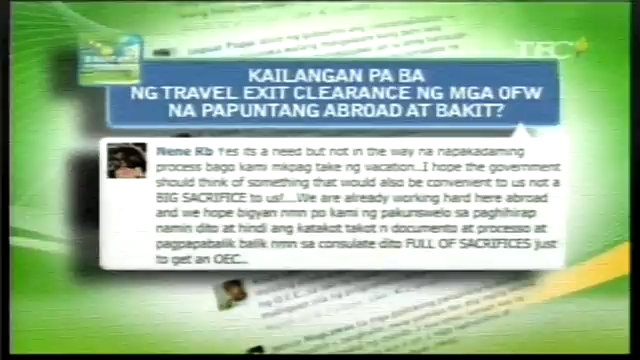 TFC
KAILANGAN PA BA
NG TRAVEL EXIT CLEARANCE NG MGA OFW
NA PAPUNTANG ABROAD AT BAKIT?
Nene Rb Yes its a need but not in the way na napakadaming
process bago kami mkpag take ng vacation..I hope the government
should think of something that would also be convenient to us not a
BIG SACRIFICE to us!....We are already working hard here abroad
and we hope bigyan nmn po kami ng pakunswelo sa paghihirap
namin dito at hindi ang katakot takot n documento at processo at
pagpapabalik balik nmn sa consulate dito FULL OF SACRIFICES just
to get an OEC..